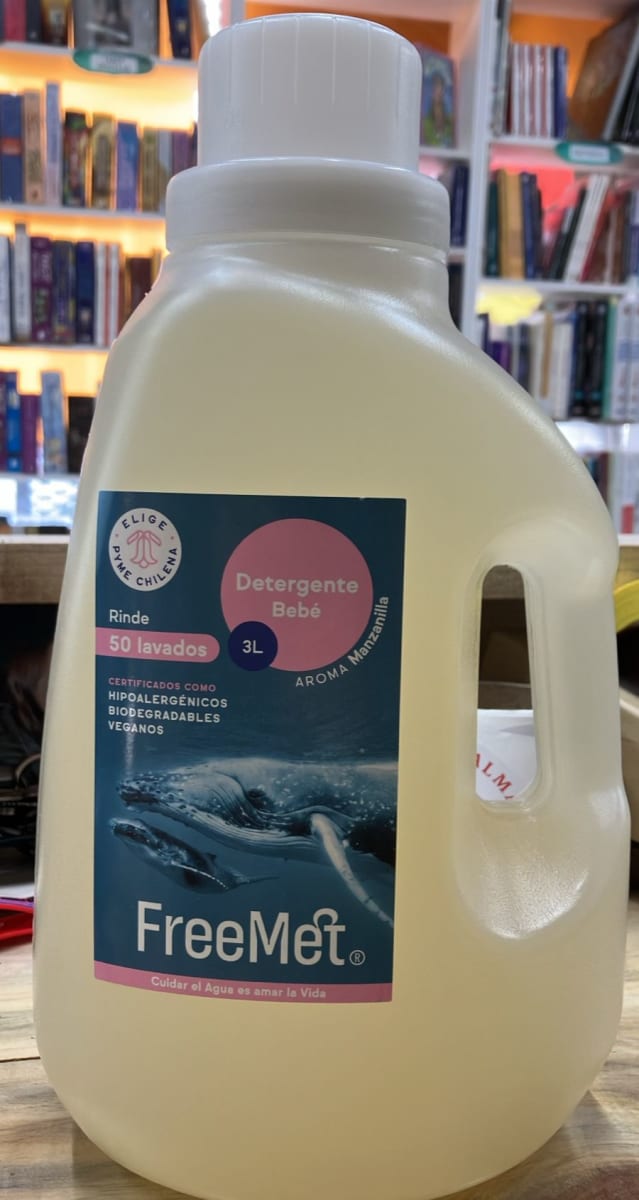 ELIGE
PYME CHILENA
Detergente
Bebé
3L
AROMA Manzanilla
Rinde
50 lavados
CERTIFICADOS COMO
HIPOALERGÉNICOS
BIODEGRADABLES
VEGANOS
FreeMet®
Cuidar el Agua es amar la Vida